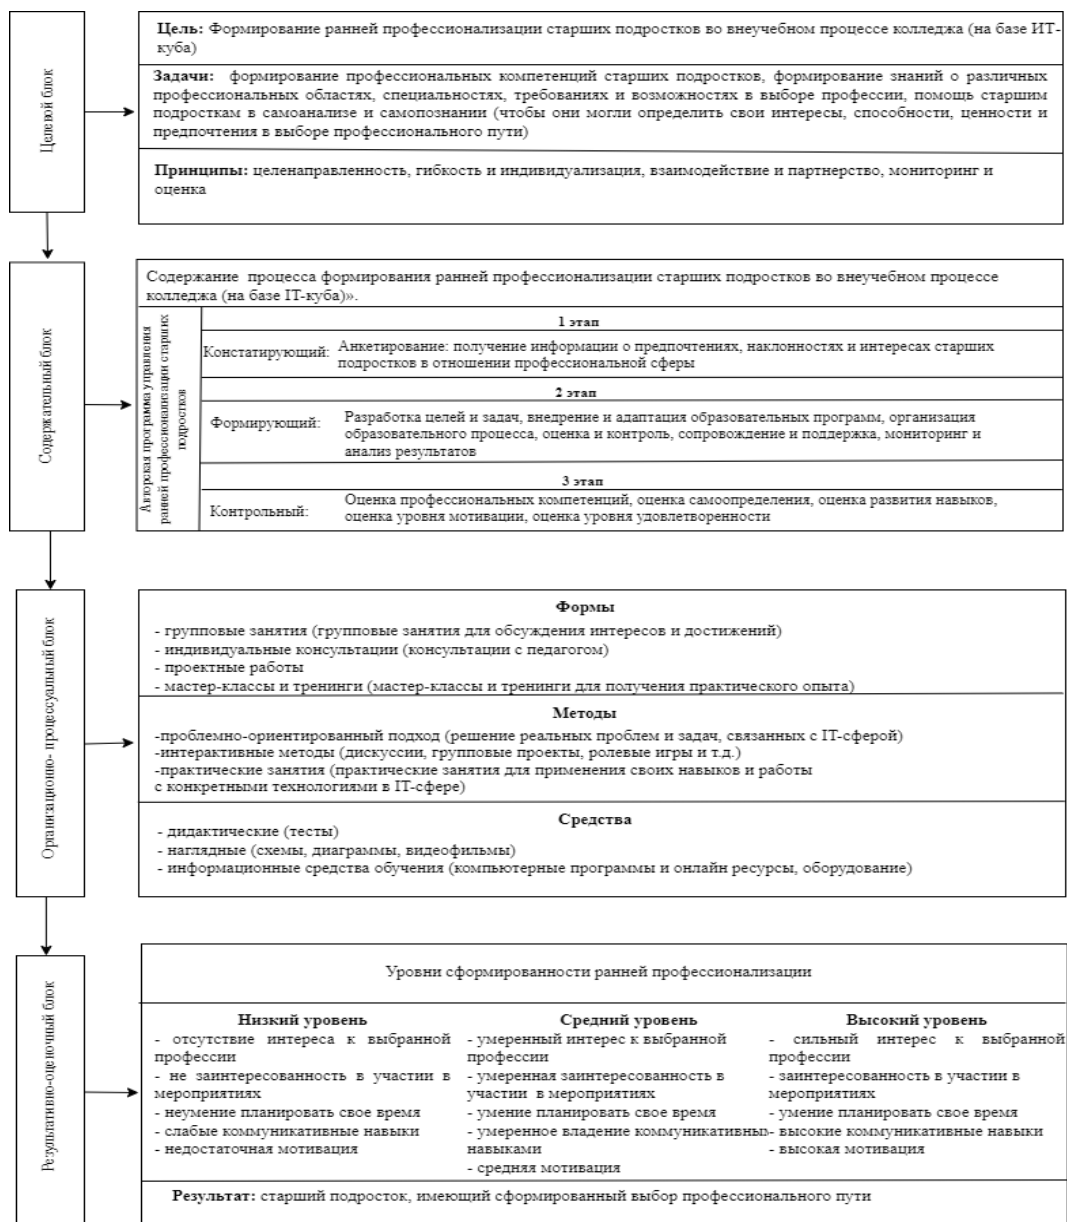 Целевой блок
Цель: Формирование ранней профессионализации старших подростков во внеучебном процессе колледжа (на базе ИТ-
куба)
Задачи: формирование профессиональных компетенций старших подростков, формирование знаний о различных
профессиональных областях, специальностях, требованиях и возможностях в выборе профессии, помощь старшим
подросткам в самоанализе и самопознании (чтобы они могли определить свои интересы, способности, ценности и
предпочтения в выборе профессионального пути)
Принципы: целенаправленность, гибкость и индивидуализация, взаимодействие и партнерство, мониторинг и
оценка
Содержательный блок
Содержание процесса формирования ранней профессионализации старших подростков во внеучебном процессе
колледжа (на базе IT-куба)».
Авторская программа управления
ранней профессионализации старших
подростков
1 этап
Констатирующий:
Анкетирование: получение информации о предпочтениях, наклонностях и интересах старших
подростков в отношении профессиональной сферы
2 этап
Формирующий:
Разработка целей и задач, внедрение и адаптация образовательных программ, организация
образовательного процесса, оценка и контроль, сопровождение и поддержка, мониторинг и
анализ результатов
3 этап
Контрольный:
Оценка профессиональных компетенций, оценка самоопределения, оценка развития навыков,
оценка уровня мотивации, оценка уровня удовлетворенности
Организационно- процессуальный блок
Формы
- групповые занятия (групповые занятия для обсуждения интересов и достижений)
- индивидуальные консультации (консультации с педагогом)
- проектные работы
- мастер-классы и тренинги (мастер-классы и тренинги для получения практического опыта)
Методы
-проблемно-ориентированный подход (решение реальных проблем и задач, связанных с IT-сферой)
-интерактивные методы (дискуссии, групповые проекты, ролевые игры и т.д.)
-практические занятия (практические занятия для применения своих навыков и работы
с конкретными технологиями в IT-сфере)
Средства
- дидактические (тесты)
- наглядные (схемы, диаграммы, видеофильмы)
- информационные средства обучения (компьютерные программы и онлайн ресурсы, оборудование)
Результативно-оценочный блок
Уровни сформированности ранней профессионализации
Низкий уровень
- отсутствие интереса к выбранной
профессии
- не заинтересованность в участии в
мероприятиях
- неумение планировать свое время
- слабые коммуникативные навыки
- недостаточная мотивация
Средний уровень
- умеренный интерес к выбранной
профессии
- умеренная заинтересованность в
участии в мероприятиях
- умение планировать свое время
- умеренное владение коммуникативными
навыками
- средняя мотивация
Высокий уровень
- сильный интерес к выбранной
профессии
- заинтересованность в участии в
мероприятиях
- умение планировать свое время
- высокие коммуникативные навыки
- высокая мотивация
Результат: старший подросток, имеющий сформированный выбор профессионального пути